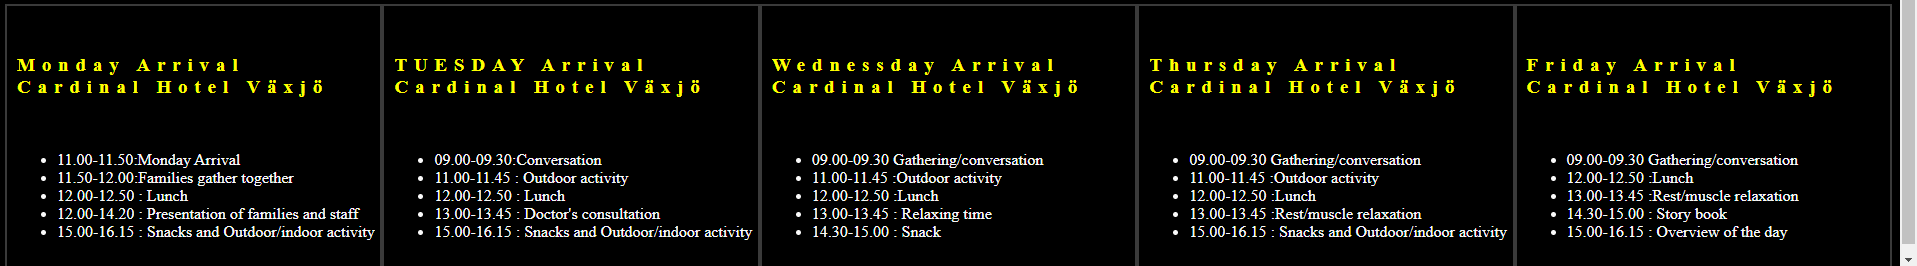 Monday Arrival
Cardinal Hotel Växjö
• 11.00-11.50:Monday Arrival
• 11.50-12.00:Families gather together
• 12.00-12.50 : Lunch
• 12.00-14.20 : Presentation of families and staff
• 15.00-16.15 : Snacks and Outdoor/indoor activity
TUESDAY Arrival
Cardinal Hotel Växjö
• 09.00-09.30:Conversation
• 11.00-11.45 : Outdoor activity
• 12.00-12.50 : Lunch
• 13.00-13.45 : Doctor's consultation
• 15.00-16.15 : Snacks and Outdoor/indoor activity
Wednessday Arrival
Cardinal Hotel Växjö
• 09.00-09.30 Gathering/conversation
• 11.00-11.45 :Outdoor activity
• 12.00-12.50 :Lunch
• 13.00-13.45 : Relaxing time
• 14.30-15.00 : Snack
Thursday Arrival
Cardinal Hotel Växjö
• 09.00-09.30 Gathering/conversation
• 11.00-11.45 :Outdoor activity
• 12.00-12.50 :Lunch
• 13.00-13.45 :Rest/muscle relaxation
• 15.00-16.15 : Snacks and Outdoor/indoor activity
Friday Arrival
Cardinal Hotel Växjö
• 09.00-09.30 Gathering/conversation
• 12.00-12.50 :Lunch
• 13.00-13.45 :Rest/muscle relaxation
• 14.30-15.00 : Story book
• 15.00-16.15 : Overview of the day